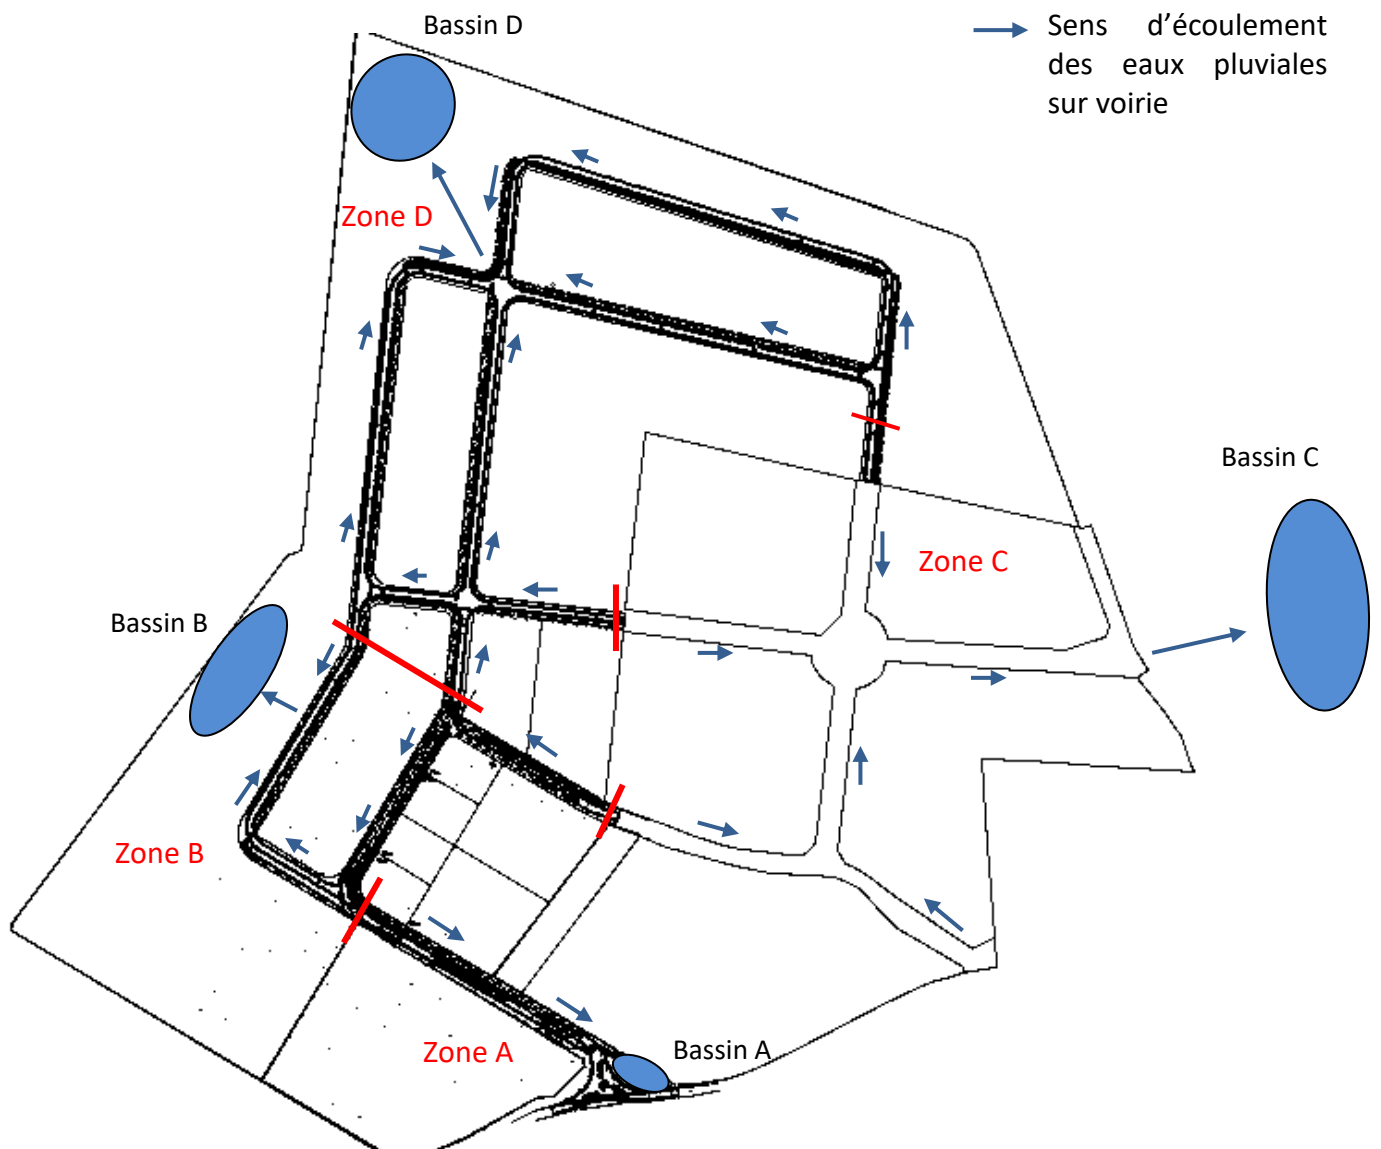 Bassin D
Sens d’écoulement
des eaux pluviales
sur voirie
Zone D
Bassin C
Zone C
Bassin B
Zone B
Zone A
Bassin A